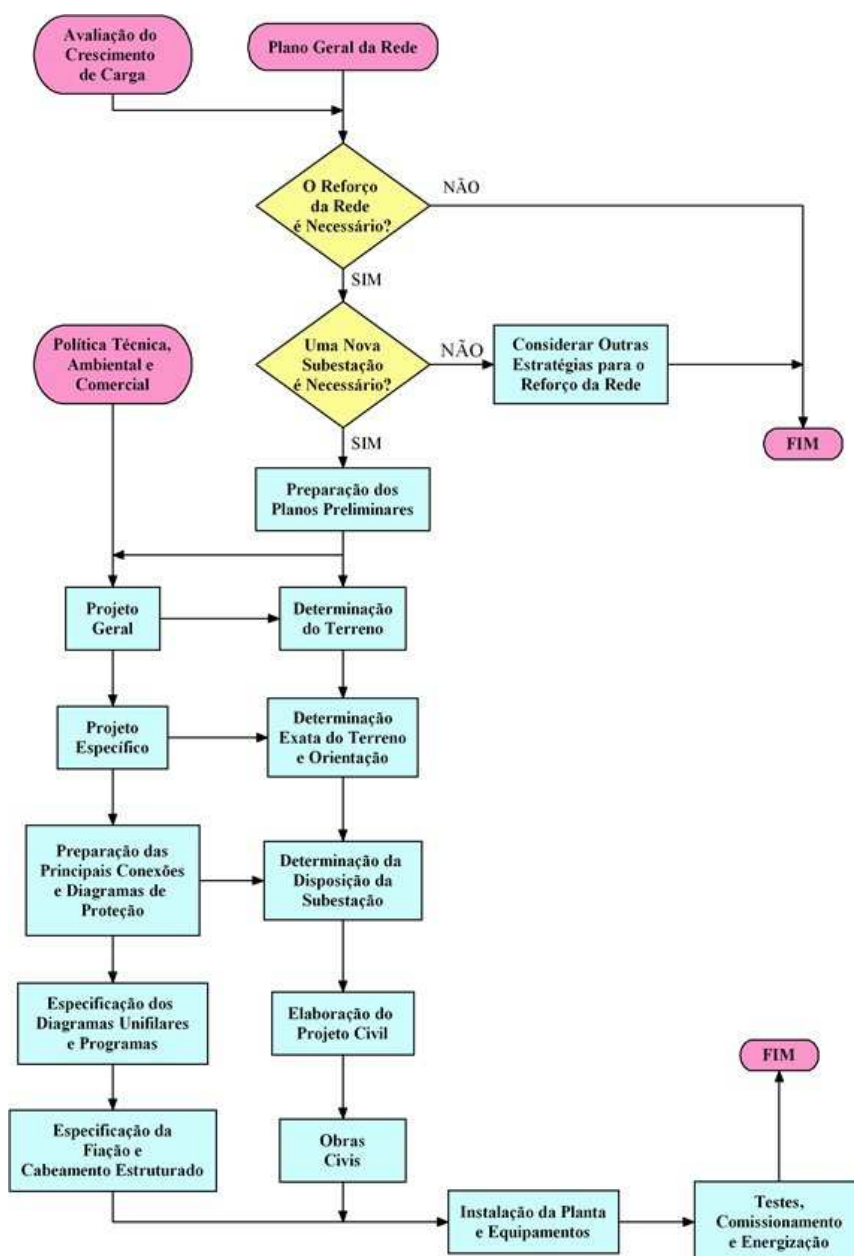 Avaliação do
Crescimento
de Carga
Plano Geral da Rede
O Reforço
da Rede
é Necessário?
NÃO
SIM
Política Técnica,
Ambiental e
Comercial
Uma Nova
Subestação
é Necessário?
NÃO
Considerar Outras
Estratégias para o
Reforço da Rede
FIM
SIM
Preparação dos
Planos Preliminares
Projeto
Geral
Determinação
do Terreno
Projeto
Específico
Determinação
Exata do Terreno
e Orientação
Preparação das
Principais Conexões
e Diagramas de
Proteção
Determinação da
Disposição da
Subestação
Especificação dos
Diagramas Unifilares
e Programas
Elaboração do
Projeto Civil
FIM
Especificação da
Fiação e
Cabeamento Estruturado
Obras
Civis
Instalação da Planta
e Equipamentos
Testes,
Comissionamento
e Energização